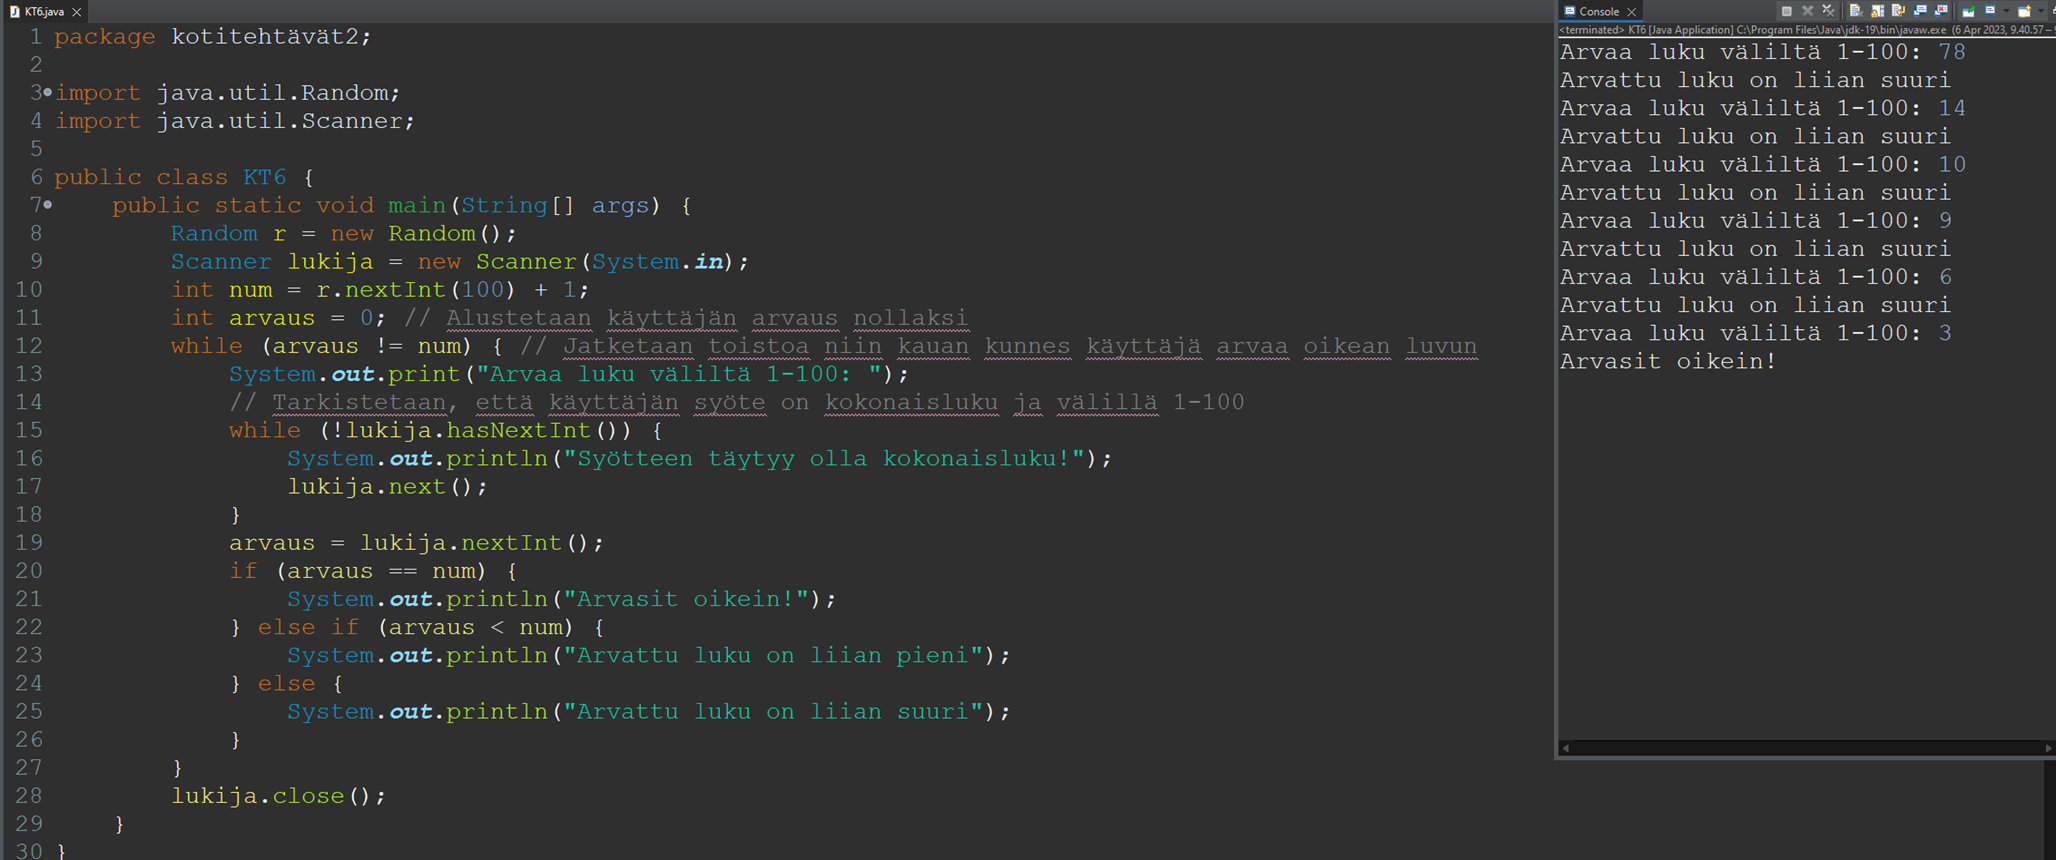 KT6.java
1 package kotitehtävät2;
2
3 import java.util.Random;
4 import java.util.Scanner;
5
6 public class KT6 {
7     public static void main(String[] args) {
8         Random r = new Random();
9         Scanner lukija = new Scanner(System.in);
10         int num = r.nextInt(100) + 1;
11         int arvaus = 0; // Alustetaan käyttäjän arvaus nollaksi
12         while (arvaus != num) { // Jatketaan toistoa niin kauan kunnes käyttäjä arvaa oikean luvun
13             System.out.print("Arvaa luku väliltä 1-100: ");
14             // Tarkistetaan, että käyttäjän syöte on kokonaisluku ja välillä 1-100
15             while (!lukija.hasNextInt()) {
16                 System.out.println("Syötteen täytyy olla kokonaisluku!");
17                 lukija.next();
18             }
19             arvaus = lukija.nextInt();
20             if (arvaus == num) {
21                 System.out.println("Arvasit oikein!");
22             } else if (arvaus < num) {
23                 System.out.println("Arvattu luku on liian pieni");
24             } else {
25                 System.out.println("Arvattu luku on liian suuri");
26             }
27         }
28         lukija.close();
29     }
30 }
Console
<terminated> KT6 [Java Application] C:\Program Files\Java\jdk-19\bin\javaw.exe (6 Apr 2023, 9.40.57 –
Arvaa luku väliltä 1-100: 78
Arvattu luku on liian suuri
Arvaa luku väliltä 1-100: 14
Arvattu luku on liian suuri
Arvaa luku väliltä 1-100: 10
Arvattu luku on liian suuri
Arvaa luku väliltä 1-100: 9
Arvattu luku on liian suuri
Arvaa luku väliltä 1-100: 6
Arvattu luku on liian suuri
Arvaa luku väliltä 1-100: 3
Arvasit oikein!